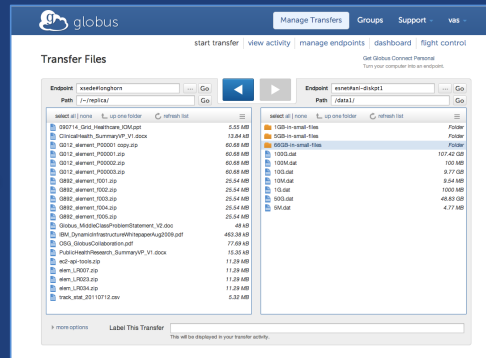 globus
Manage Transfers Groups Support vas
start transfer view activity manage endpoints dashboard flight control
Transfer Files
Get Globus Connect Personal
Turn your computer into an endpoint.
Endpoint xsede#longhorn ... Go
Path /~/replica/ Go
Endpoint esnet#anl-diskpt1 ... Go
Path /data1/ Go
select all | none up one folder refresh list
090714_Grid_Healthcare_IOM.ppt 5.55 MB
ClinicalHealth_SummaryVP_V1.docx 13.84 kB
G012_element_P00001 copy.zip 60.68 MB
G012_element_P00001.zip 60.68 MB
G012_element_P00002.zip 60.68 MB
G012_element_P00003.zip 60.68 MB
G892_element_f001.zip 25.54 MB
G892_element_f002.zip 25.54 MB
G892_element_f003.zip 25.54 MB
G892_element_f004.zip 25.54 MB
G892_element_f005.zip 25.54 MB
Globus_MiddleClassProblemStatement_V2.doc 48 kB
IBM_DynamicInfrastructureWhitepaperAug2009.pdf 463.38 kB
OSG_GlobusCollaboration.pdf 77.69 kB
PublicHealthResearch_SummaryVP_V1.docx 15.35 kB
ec2-api-tools.zip 11.29 MB
elem_LR007.zip 11.29 MB
elem_LR023.zip 11.29 MB
elem_LR034.zip 11.29 MB
track_stat_20110712.csv 5.32 MB
select all | none up one folder refresh list
1GB-in-small-files Folder
5GB-in-small-files Folder
66GB-in-small-files Folder
100G.dat 107.42 GB
100M.dat 100 MB
10G.dat 9.77 GB
10M.dat 9.54 MB
1G.dat 1000 MB
50G.dat 48.83 GB
5M.dat 4.77 MB
more options Label This Transfer
This will be displayed in your transfer activity.